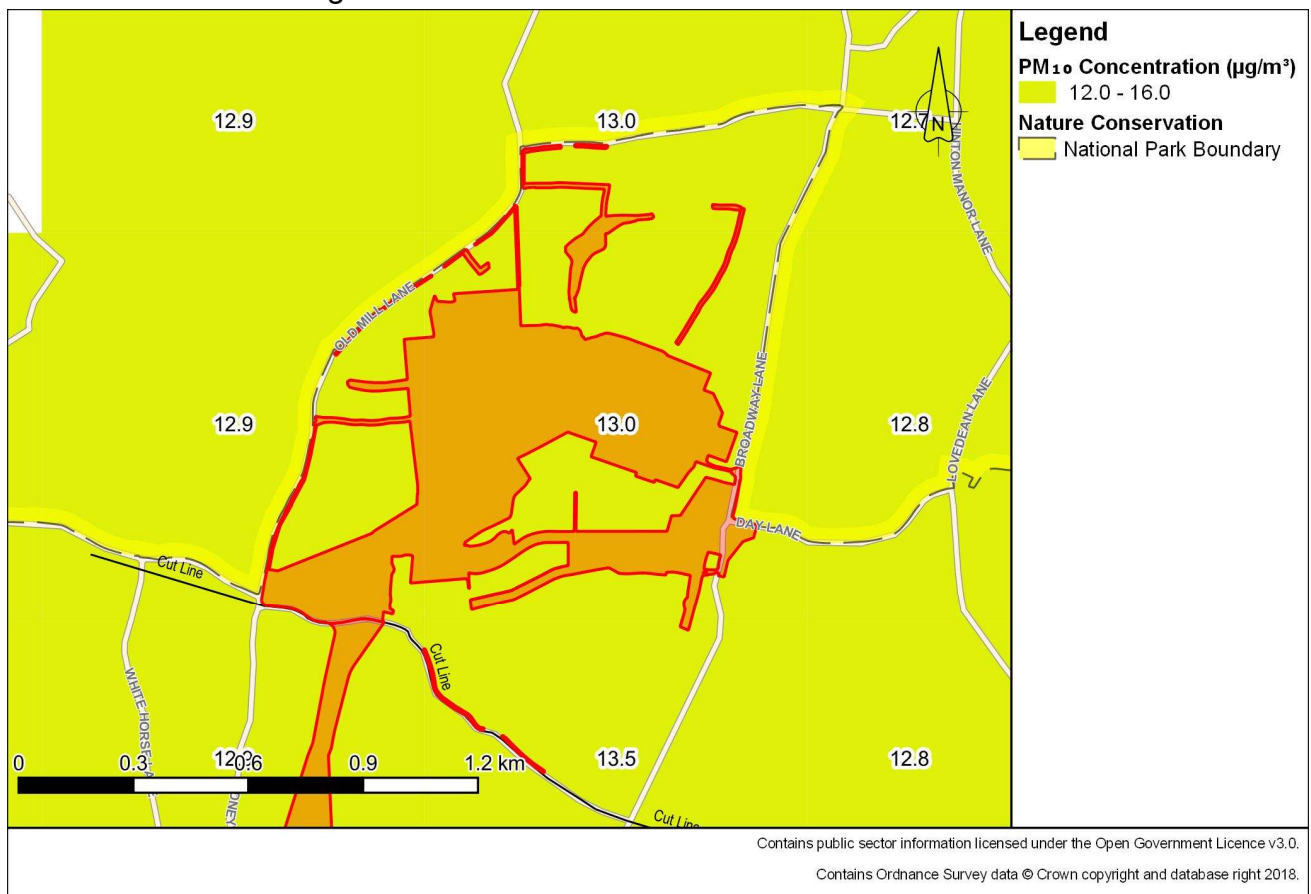 Legend
PM₁₀ Concentration (µg/m³)
12.0 - 16.0
Nature Conservation
National Park Boundary
12.9
13.0
12.7
N
HINTON MANOR LANE
OLD MILL LANE
BROADWAY LANE
LOVEDEAN LANE
12.9
13.0
12.8
DAY LANE
Cut Line
Cut Line
WHITE HORSE LANE
13.5
12.8
0
0.3
0.6
0.9
1.2 km
Cut Line
Contains public sector information licensed under the Open Government Licence v3.0.
Contains Ordnance Survey data © Crown copyright and database right 2018.